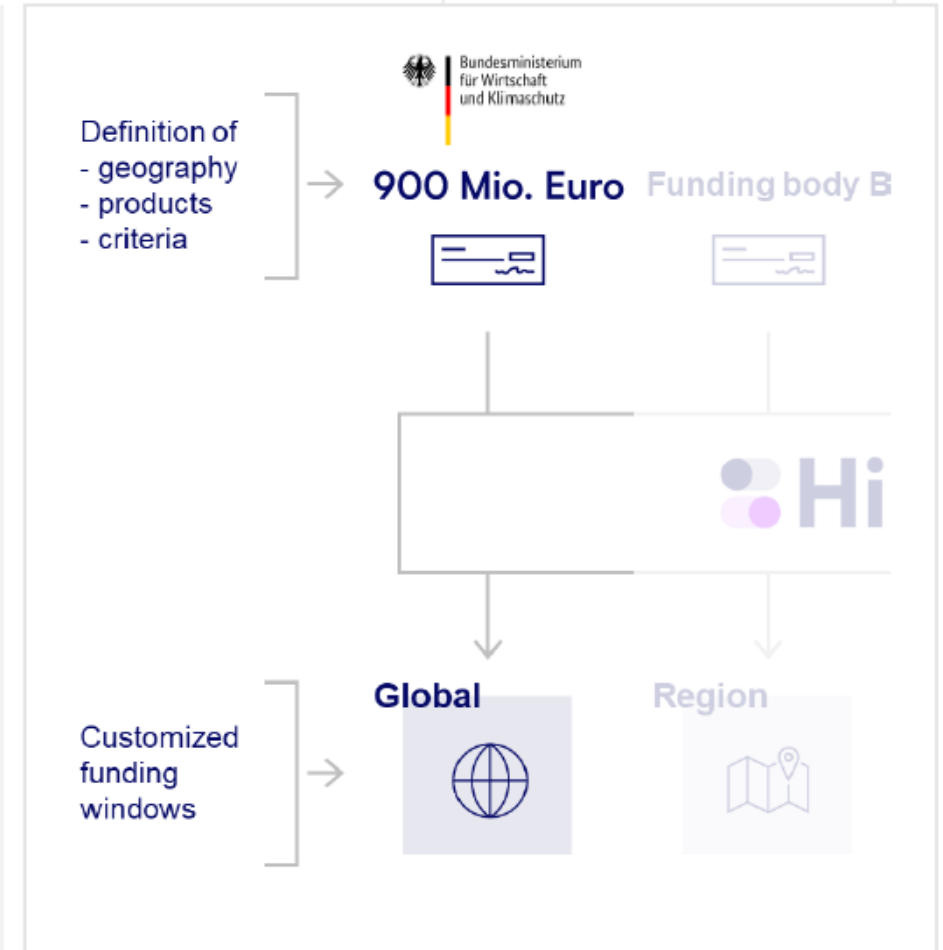 Bundesministerium
für Wirtschaft
und Klimaschutz
Definition of
- geography
- products
- criteria
900 Mio. Euro
Funding body B
Hi
Global
Region
Customized
funding
windows